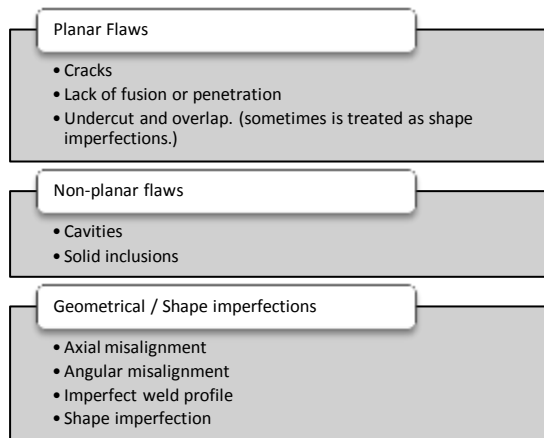 Planar Flaws
• Cracks
• Lack of fusion or penetration
• Undercut and overlap. (sometimes is treated as shape
imperfections.)
Non-planar flaws
• Cavities
• Solid inclusions
Geometrical / Shape imperfections
• Axial misalignment
• Angular misalignment
• Imperfect weld profile
• Shape imperfection